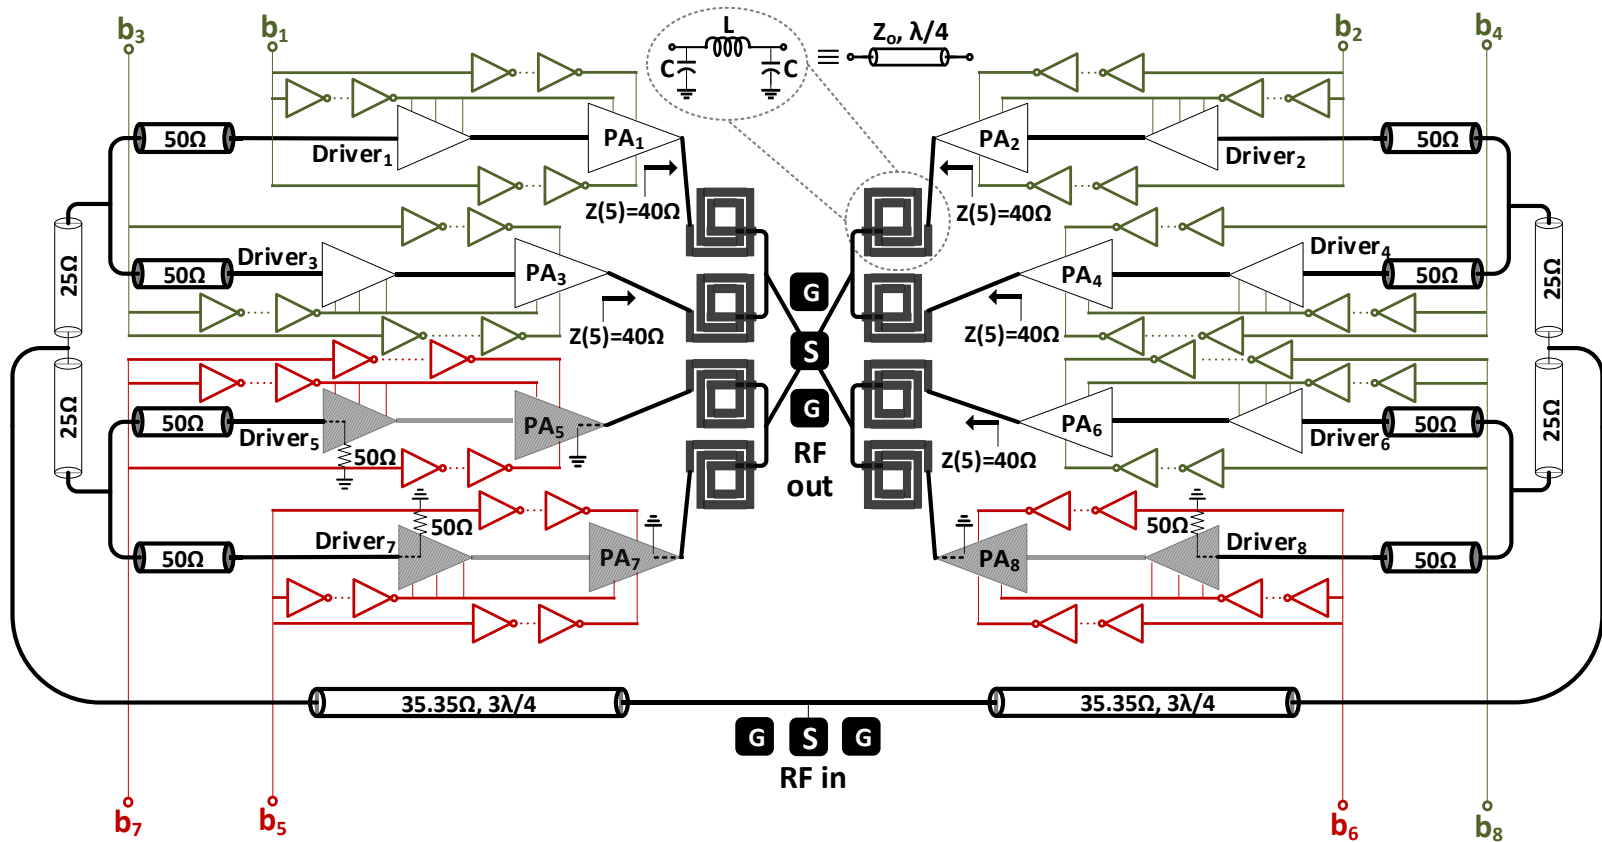 b₃
b₁
L
C
C
Z₀, λ/4
b₂
b₄
50Ω
Driver₁
PA₁
Z(5)=40Ω
PA₂
Z(5)=40Ω
Driver₂
50Ω
25Ω
50Ω
Driver₃
PA₃
Z(5)=40Ω
G
S
G
RF
out
PA₄
Z(5)=40Ω
Driver₄
50Ω
25Ω
25Ω
50Ω
Driver₅
50Ω
PA₅
PA₆
Z(5)=40Ω
Driver₆
50Ω
25Ω
50Ω
Driver₇
50Ω
PA₇
PA₈
50Ω
Driver₈
50Ω
35.35Ω, 3λ/4
35.35Ω, 3λ/4
G S G
RF in
b₇
b₅
b₆
b₈